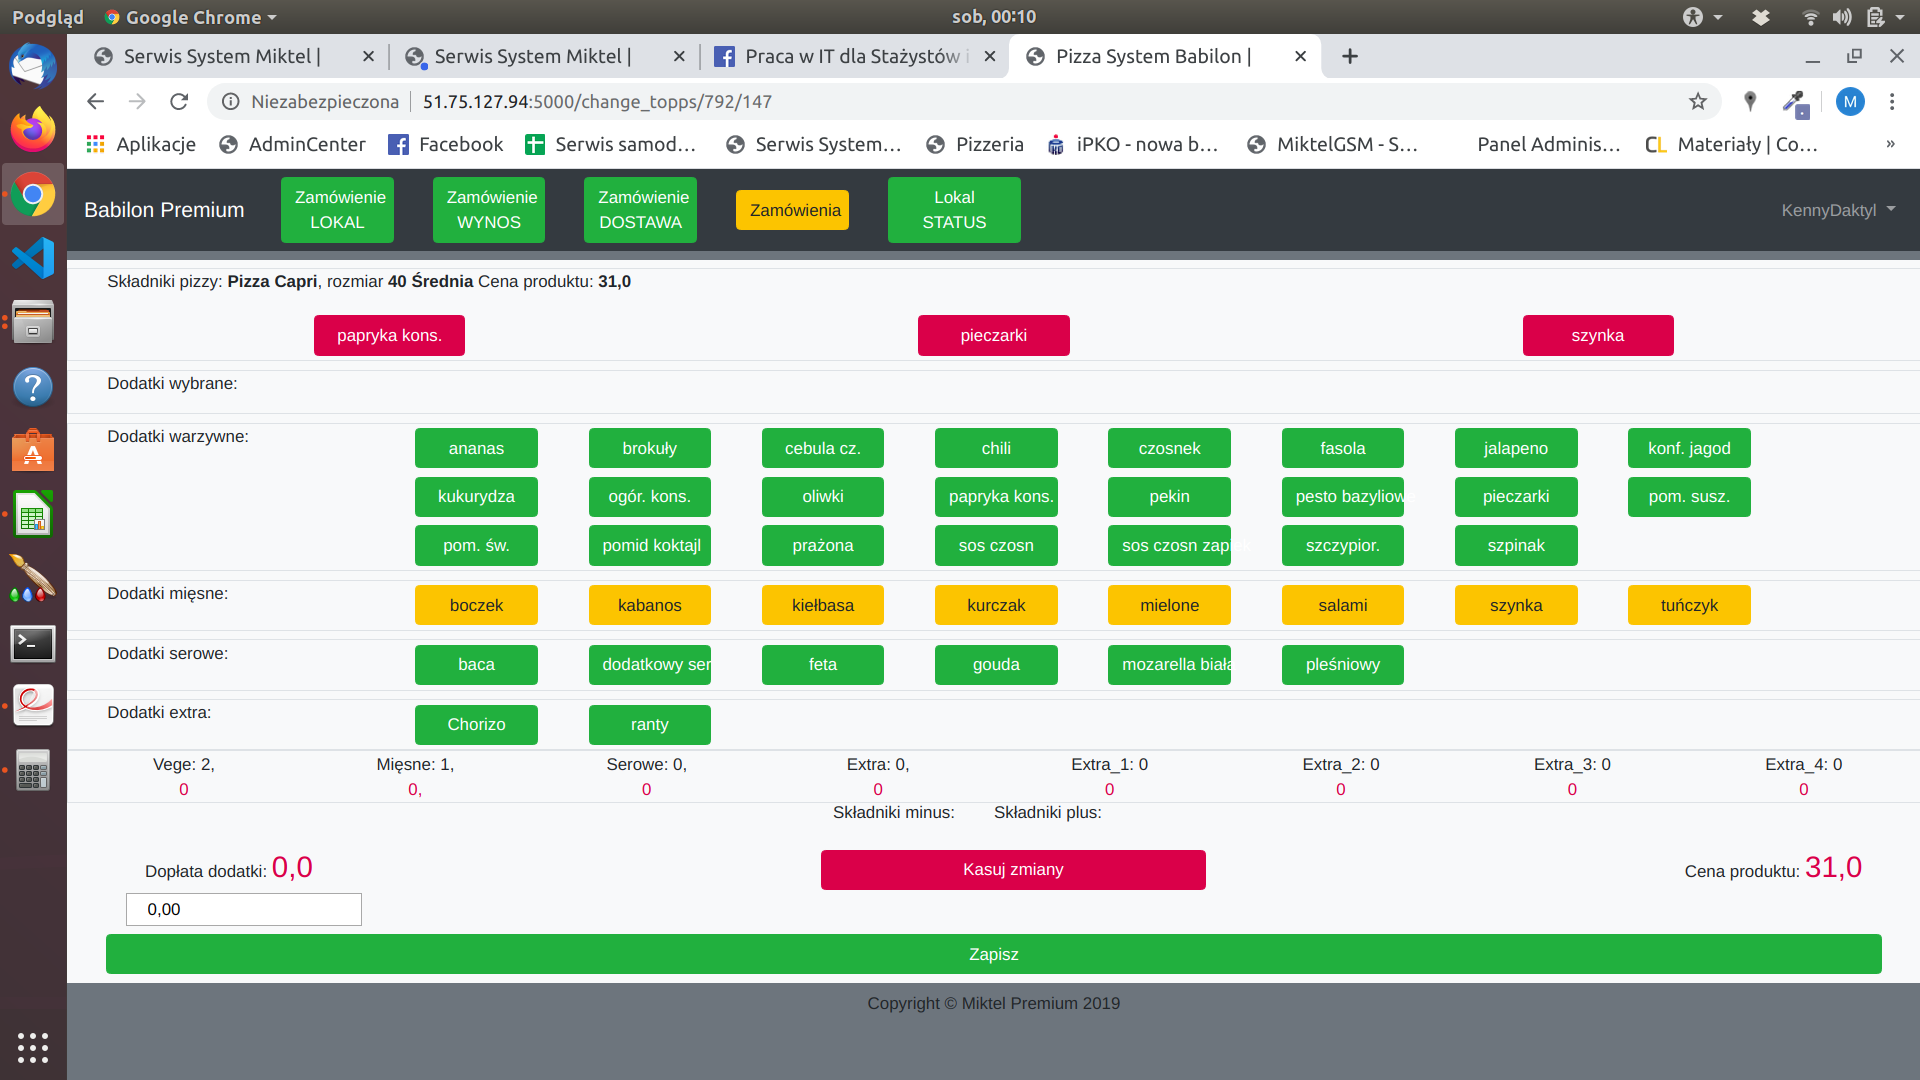 Podgląd Google Chrome sob, 00:10
Serwis System Miktel | Serwis System Miktel | Praca w IT dla Stażystów i Pizza System Babilon |
Niezabezpieczona 51.75.127.94:5000/change_topps/792/147 M
Aplikacje AdminCenter Facebook Serwis samod... Serwis System... Pizzeria iPKO - nowa b... MiktelGSM - S... Panel Adminis... CL Materiały | Co... »
Babilon Premium Zamówienie LOKAL Zamówienie WYNOS Zamówienie DOSTAWA Zamówienia Lokal STATUS KennyDaktyl
Składniki pizzy: Pizza Capri, rozmiar 40 Średnia Cena produktu: 31,0
papryka kons. pieczarki szynka
Dodatki wybrane:
Dodatki warzywne: ananas brokuły cebula cz. chili czosnek fasola jalapeno konf. jagod
kukurydza ogór. kons. oliwki papryka kons. pekin pesto bazyliowe pieczarki pom. susz.
pom. św. pomid koktajl prażona sos czosn sos czosn zapiek szczypior. szpinak
Dodatki mięsne: boczek kabanos kiełbasa kurczak mielone salami szynka tuńczyk
Dodatki serowe: baca dodatkowy ser feta gouda mozarella biała pleśniowy
Dodatki extra: Chorizo ranty
Vege: 2, Mięsne: 1, Serowe: 0, Extra: 0, Extra_1: 0 Extra_2: 0 Extra_3: 0 Extra_4: 0
0 0, 0 0 0 0 0 0
Składniki minus: Składniki plus:
Dopłata dodatki: 0,0 Kasuj zmiany Cena produktu: 31,0
0,00
Zapisz
Copyright © Miktel Premium 2019